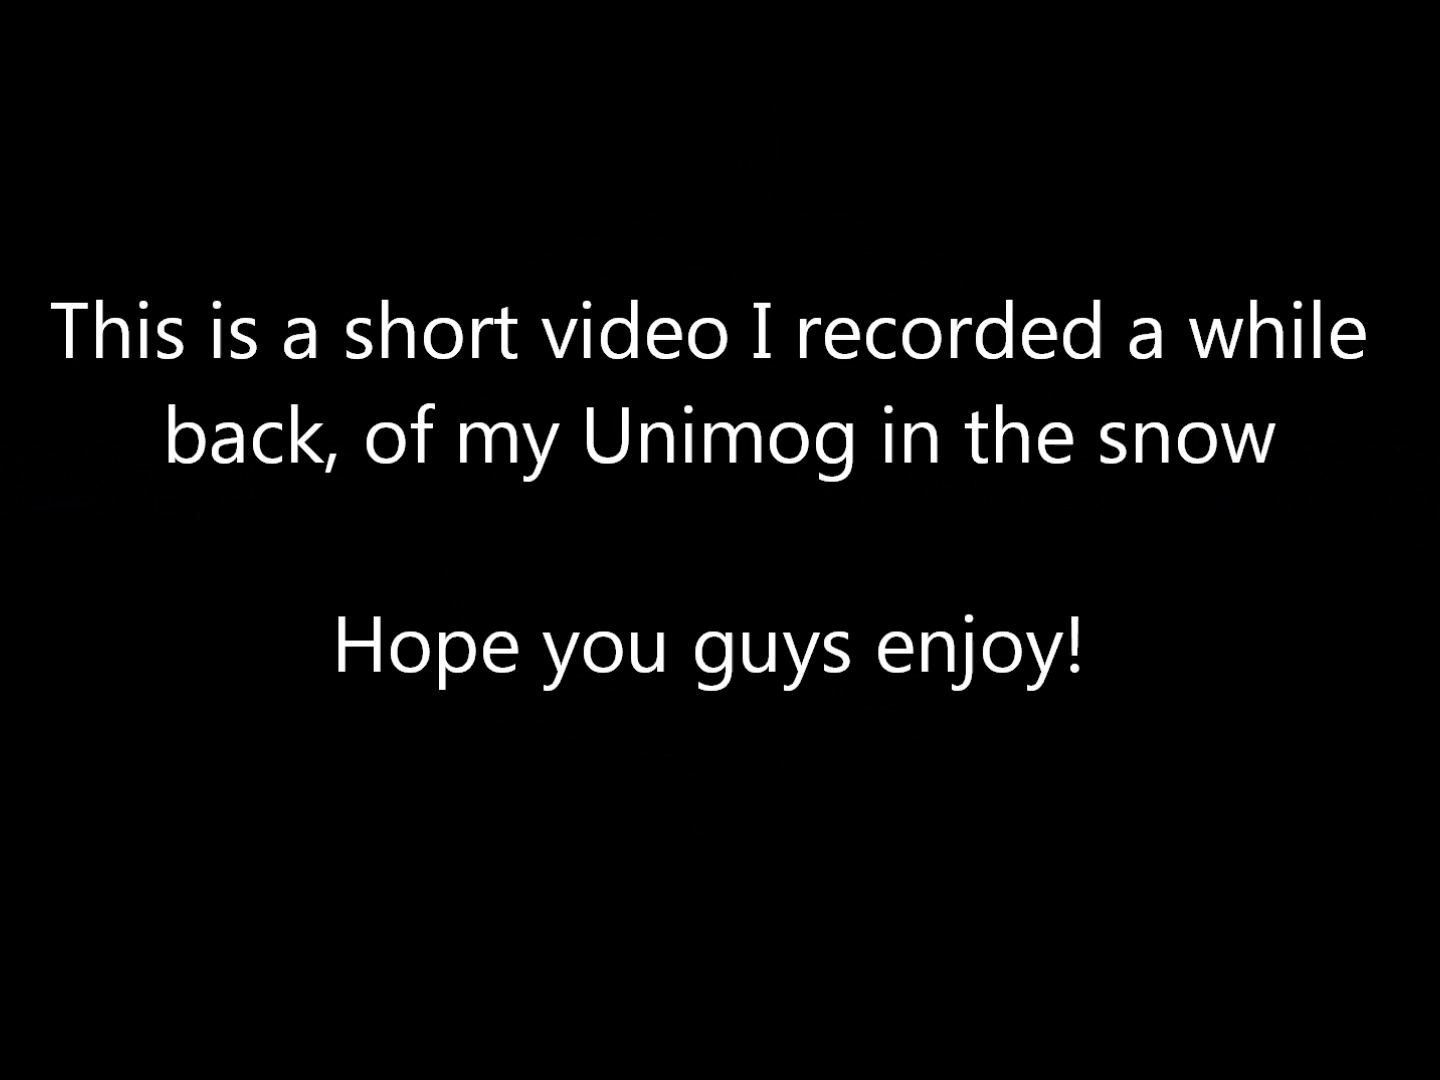 This is a short video I recorded a while
back, of my Unimog in the snow
Hope you guys enjoy!